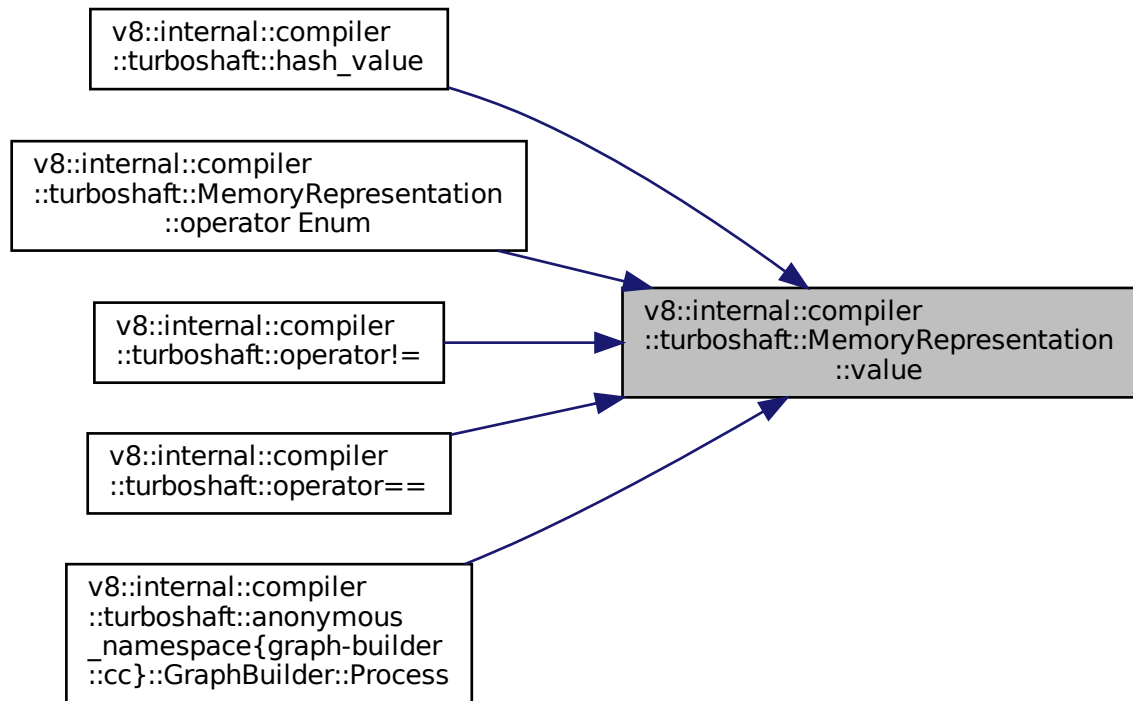 v8::internal::compiler
::turboshaft::hash_value
v8::internal::compiler
::turboshaft::MemoryRepresentation
::operator Enum
v8::internal::compiler
::turboshaft::operator!=
v8::internal::compiler
::turboshaft::operator==
v8::internal::compiler
::turboshaft::anonymous
_namespace{graph-builder
::cc}::GraphBuilder::Process
v8::internal::compiler
::turboshaft::MemoryRepresentation
::value